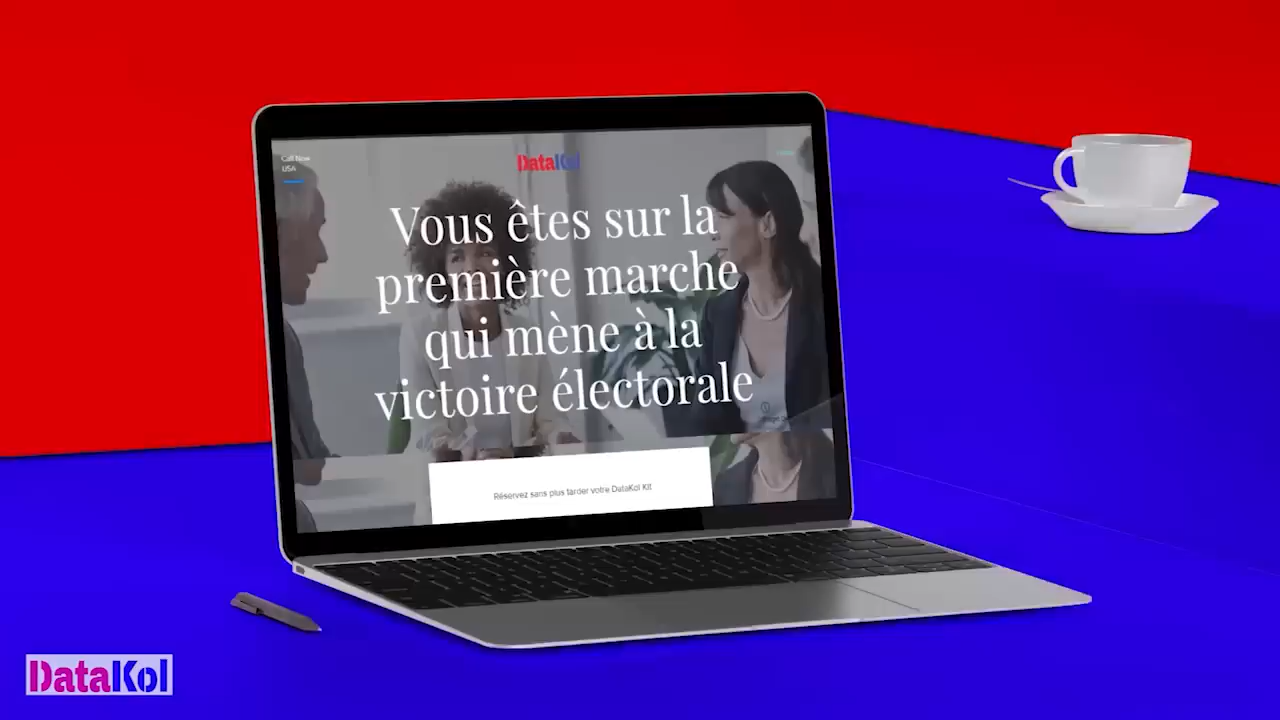 Call Now
USA
DataKol
Vous êtes sur la
première marche
qui mène à la
victoire électorale
Réservez sans plus tarder votre DataKol Kit
DataKol